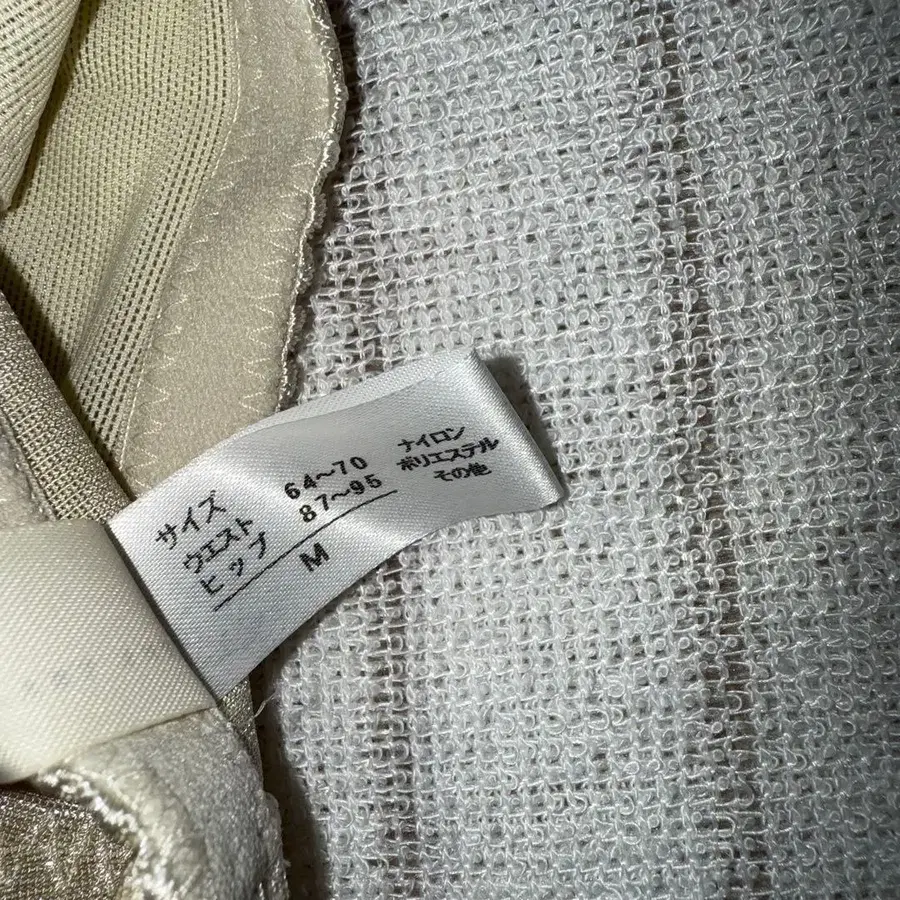 サイズ
ウエスト 64〜70
ヒップ 87〜95
M
ナイロン
ポリエステル
その他